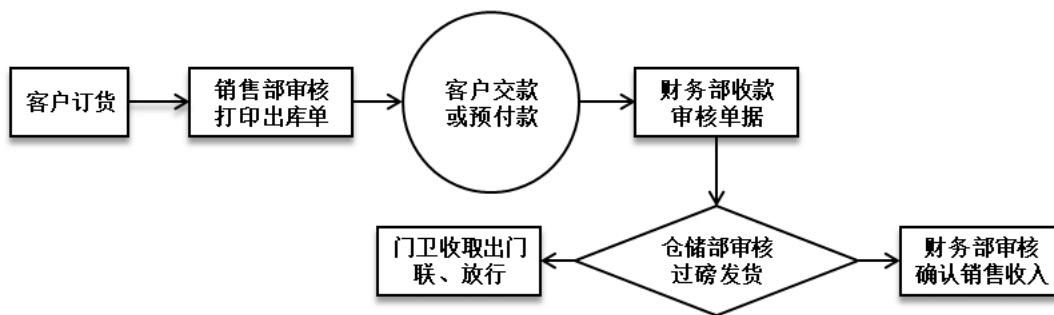 客户订货
销售部审核
打印出库单
客户交款
或预付款
财务部收款
审核单据
门卫收取出门
联、放行
仓储部审核
过磅发货
财务部审核
确认销售收入